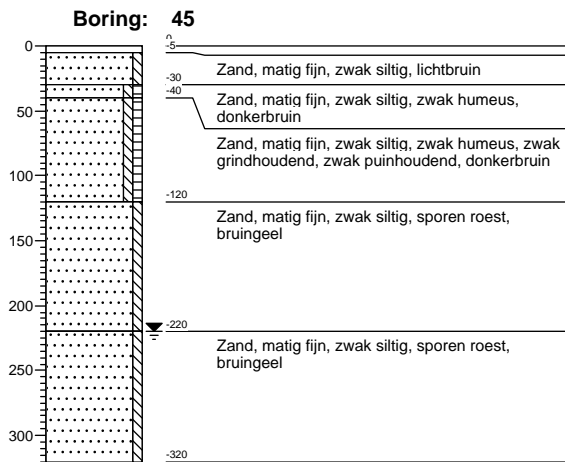 Boring: 45
0
0
-5
Zand, matig fijn, zwak siltig, lichtbruin
-30
Zand, matig fijn, zwak siltig, zwak humeus,
donkerbruin
-40
50
Zand, matig fijn, zwak siltig, zwak humeus, zwak
grindhoudend, zwak puinhoudend, donkerbruin
100
-120
Zand, matig fijn, zwak siltig, sporen roest,
bruingeel
150
200
-220
Zand, matig fijn, zwak siltig, sporen roest,
bruingeel
250
300
-320